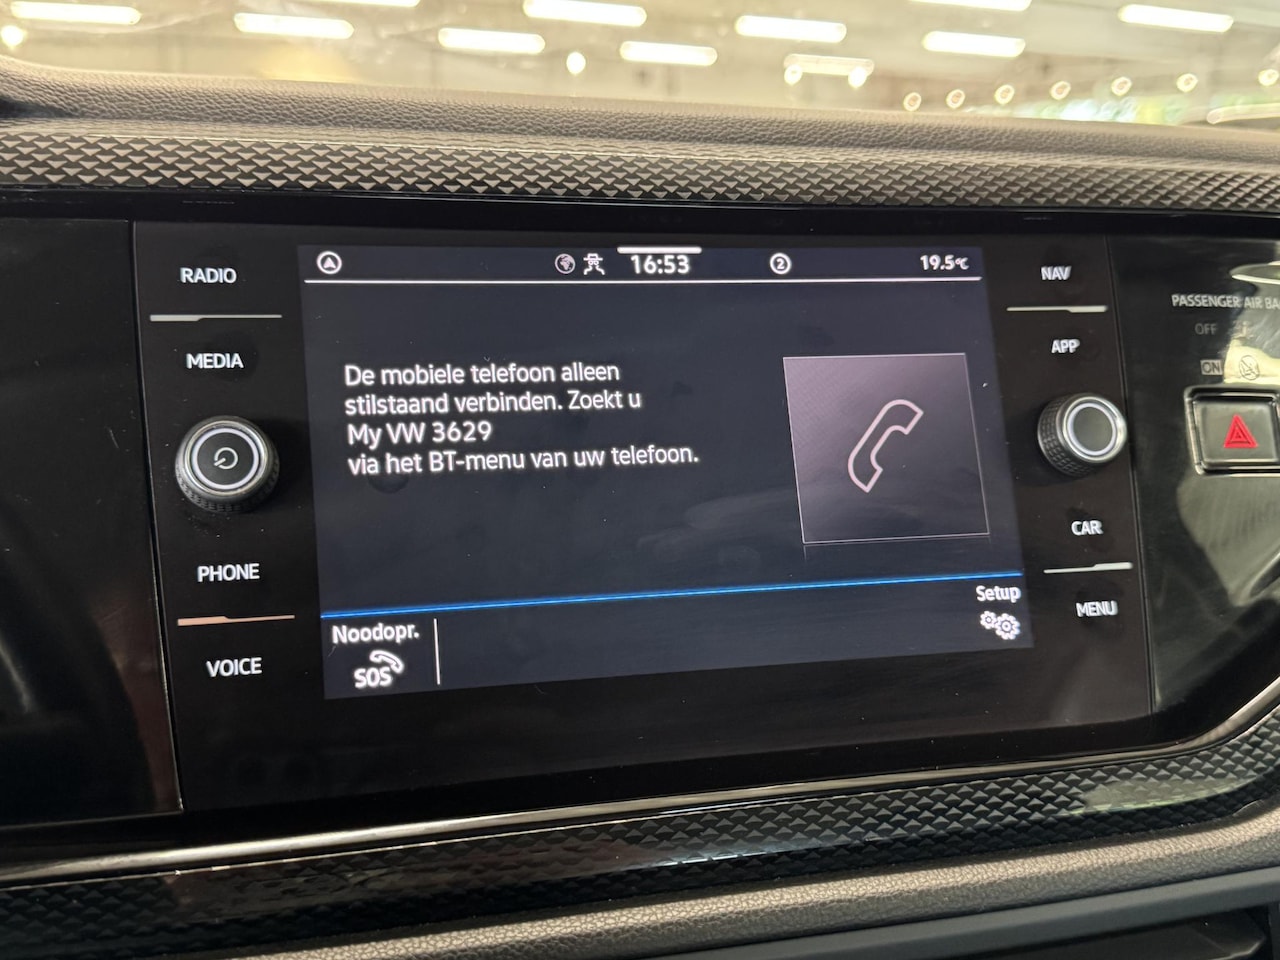 RADIO
MEDIA
PHONE
VOICE
16:53
2
19.5°C
De mobiele telefoon alleen
stilstaand verbinden. Zoekt u
My VW 3629
via het BT-menu van uw telefoon.
Noodopr.
SOS
Setup
NAV
APP
CAR
MENU
PASSENGER AIR BA
OFF
ON